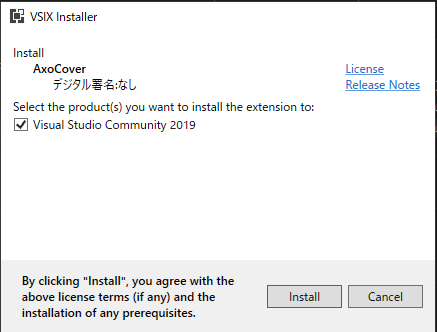 VSIX Installer
Install
AxoCover
License
デジタル署名:なし
Release Notes
Select the product(s) you want to install the extension to:
Visual Studio Community 2019
By clicking "Install", you agree with the
above license terms (if any) and the
installation of any prerequisites.
Install
Cancel